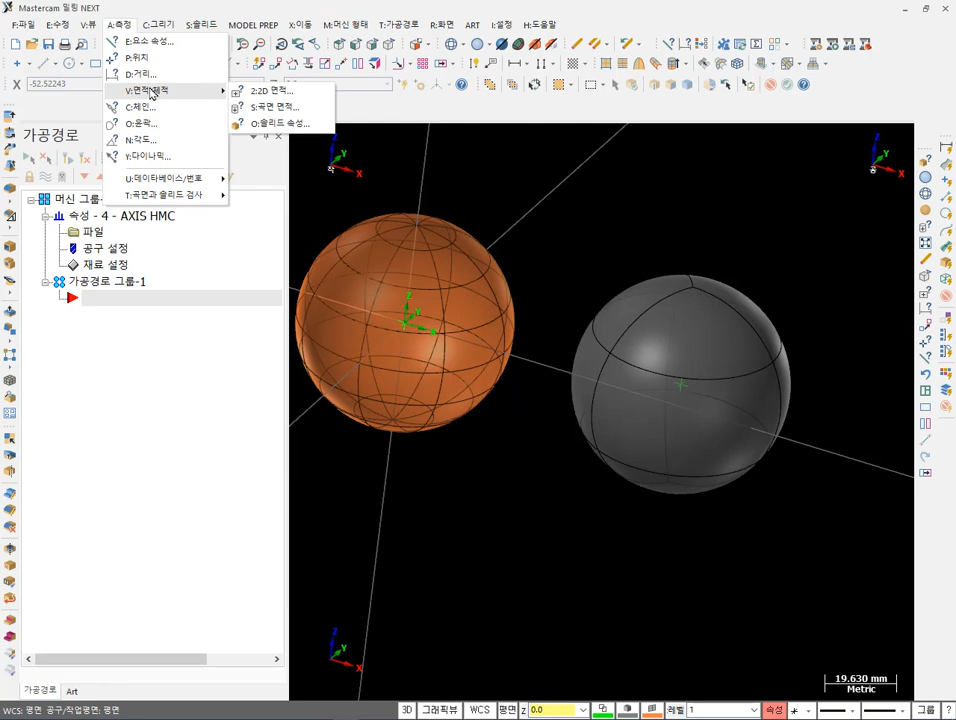 Mastercam 밀링 NEXT
F:파일 E:수정 V:뷰 A:측정 C:그리기 S:솔리드 MODEL PREP X:이동 M:머신 형태 T:가공경로 R:화면 ART I:설정 H:도움말
E:요소 속성...
P:위치
D:거리...
C:체인...
O:윤곽...
N:각도...
Y:다이나믹...
U:데이타베이스/번호
T:곡면과 솔리드 검사
2:2D 면적...
S:곡면 면적...
O:솔리드 속성...
X -52.52243
가공경로
머신 그룹-
속성 - 4 - AXIS HMC
파일
공구 설정
재료 설정
가공경로 그룹-1
Z
Y
X
Z
Y
X
Z
Y
X
Z
Y
X
19.630 mm
Metric
가공경로 Art
WCS: 평면 공구/작업평면: 평면
3D 그래픽뷰 WCS 평면 Z 0.0 레벨 1 속성 그룹 ?